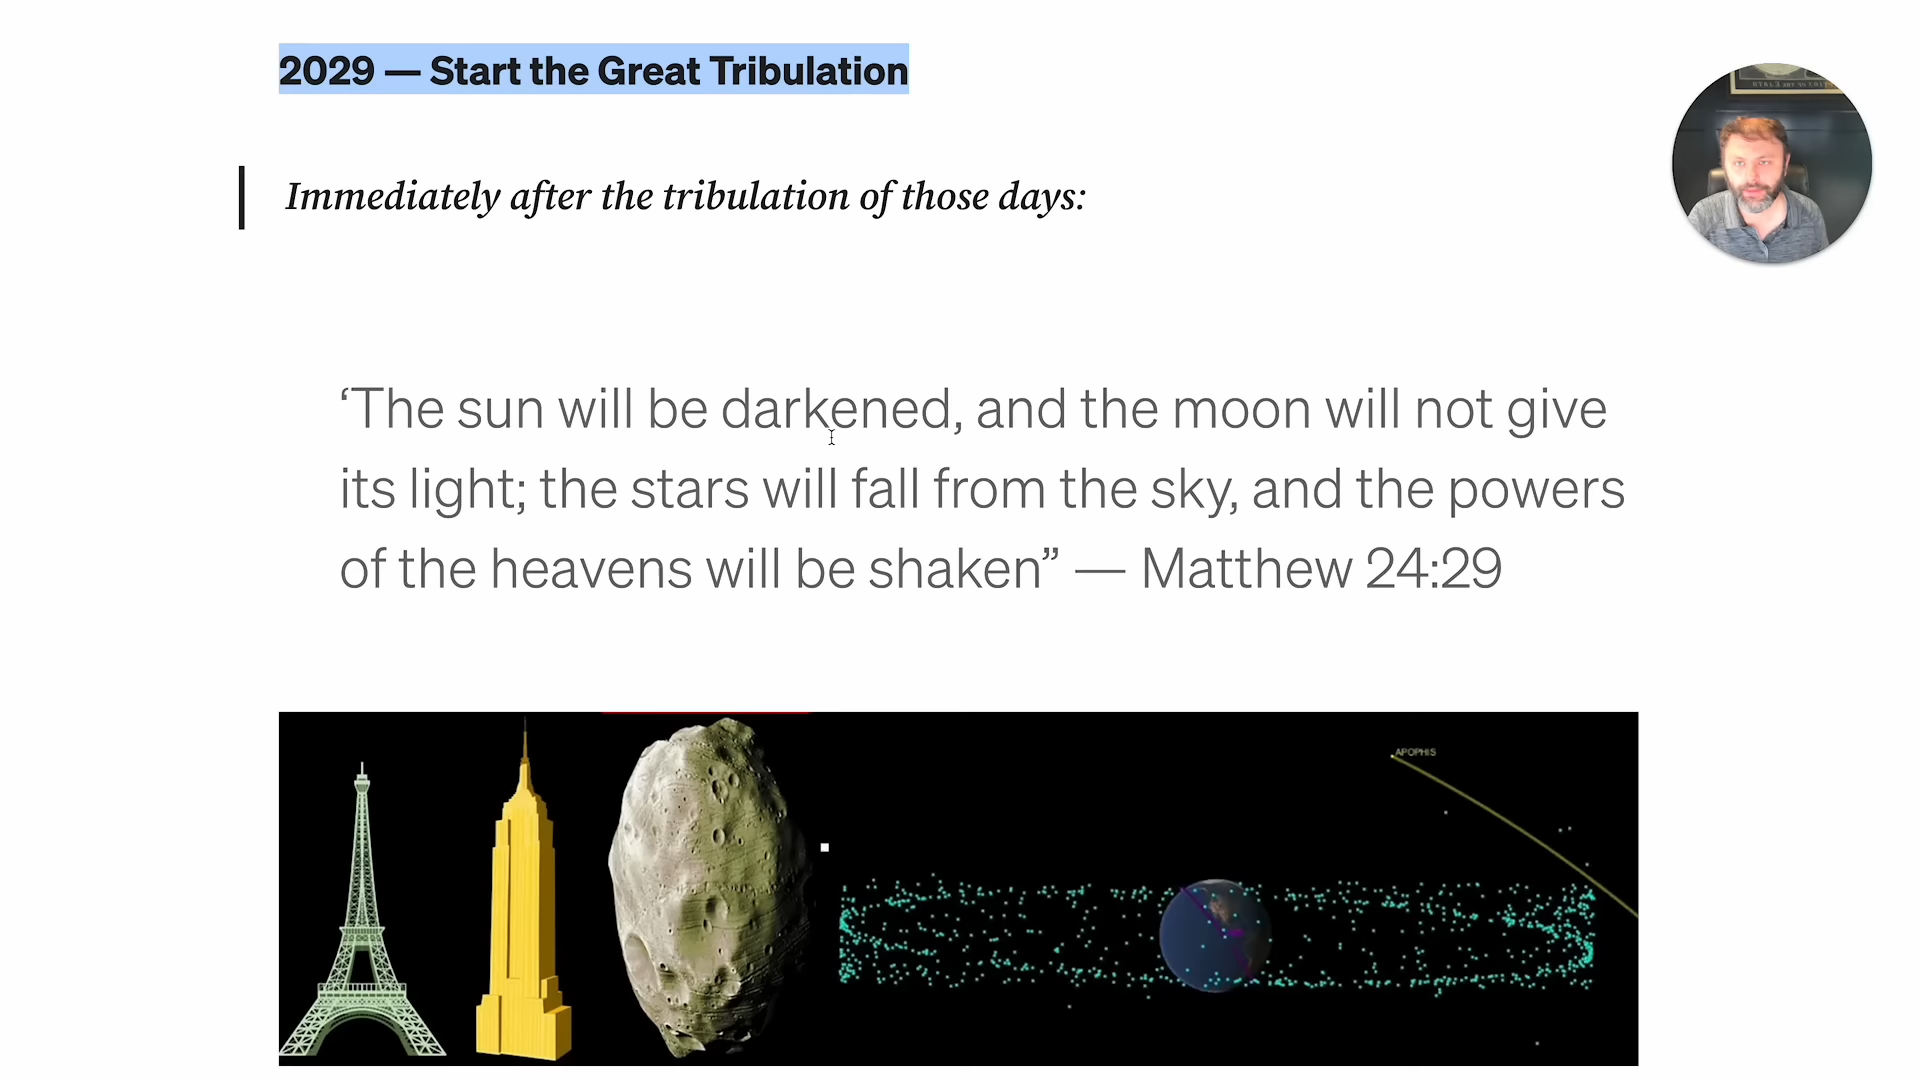 2029 — Start the Great Tribulation
Immediately after the tribulation of those days:
‘The sun will be darkened, and the moon will not give
its light; the stars will fall from the sky, and the powers
of the heavens will be shaken” — Matthew 24:29
APOPHIS